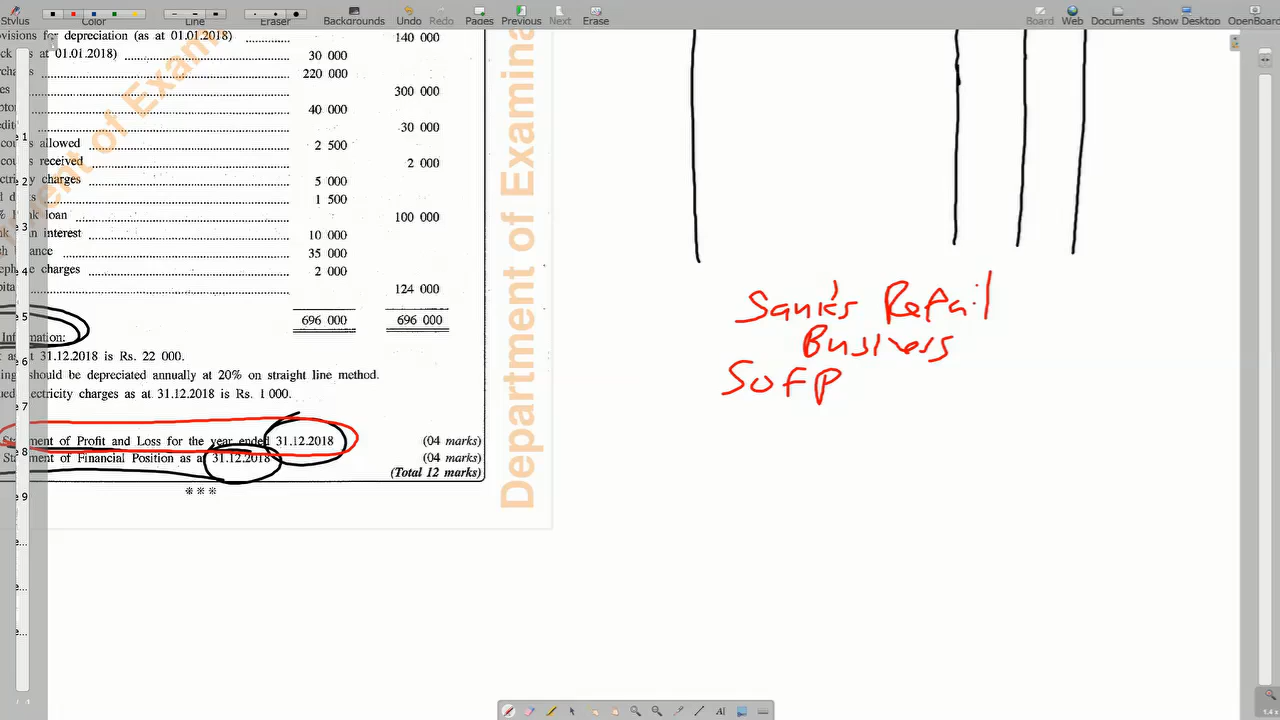 Stylus Color Line Eraser Backgrounds Undo Redo Pages Previous Next Erase Board Web Documents Show Desktop OpenBoard
for depreciation (as at 01.01.2018) 140 000
at 01.01.2018) 30 000
220 000
300 000
40 000
30 000
allowed 2 500
received 2 000
charges 5 000
1 500
loan 100 000
interest 10 000
35 000
charges 2 000
124 000
696 000 696 000
31.12.2018 is Rs. 22 000.
should be depreciated annually at 20% on straight line method.
charges as at 31.12.2018 is Rs. 1 000.
of Profit and Loss for the year ended 31.12.2018 (04 marks)
of Financial Position as at 31.12.2018 (04 marks)
(Total 12 marks)
***
Department of Examina
Retail
Business
SOFP
1.4 x